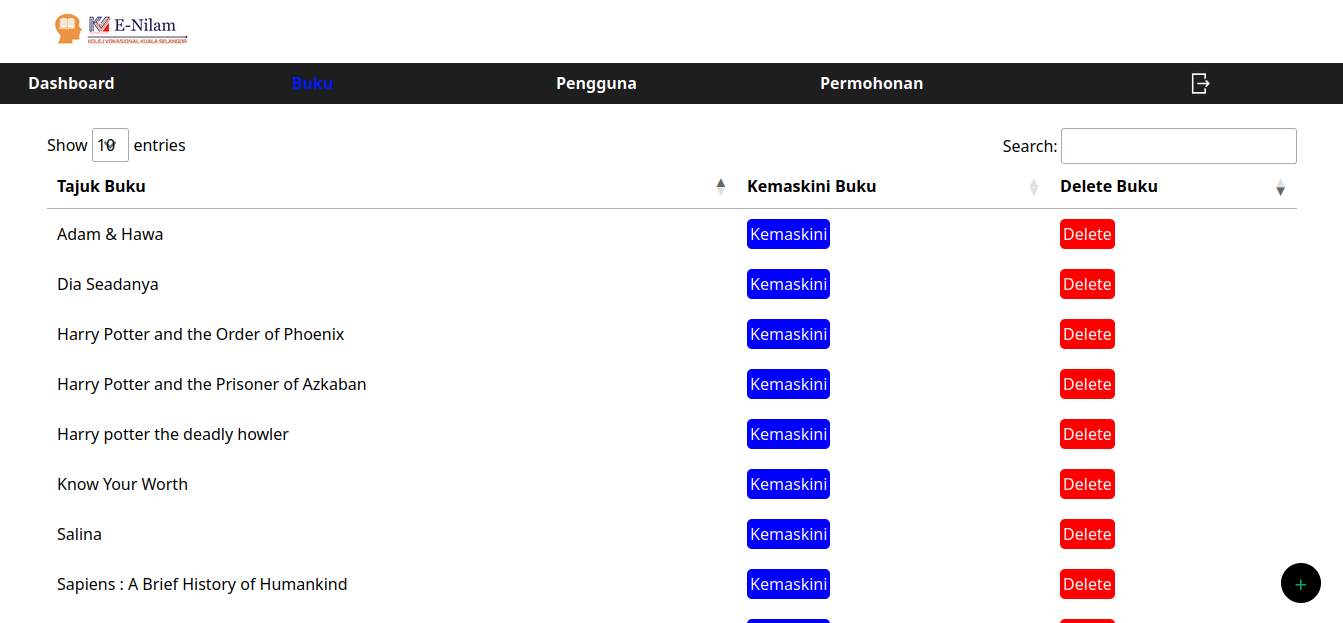 KV E-Nilam
KOLEJ VOKASIONAL KUALA SELANGOR
Dashboard Buku Pengguna Permohonan
Show 10 entries Search:
Tajuk Buku Kemaskini Buku Delete Buku
Adam & Hawa Kemaskini Delete
Dia Seadanya Kemaskini Delete
Harry Potter and the Order of Phoenix Kemaskini Delete
Harry Potter and the Prisoner of Azkaban Kemaskini Delete
Harry potter the deadly howler Kemaskini Delete
Know Your Worth Kemaskini Delete
Salina Kemaskini Delete
Sapiens : A Brief History of Humankind Kemaskini Delete
+